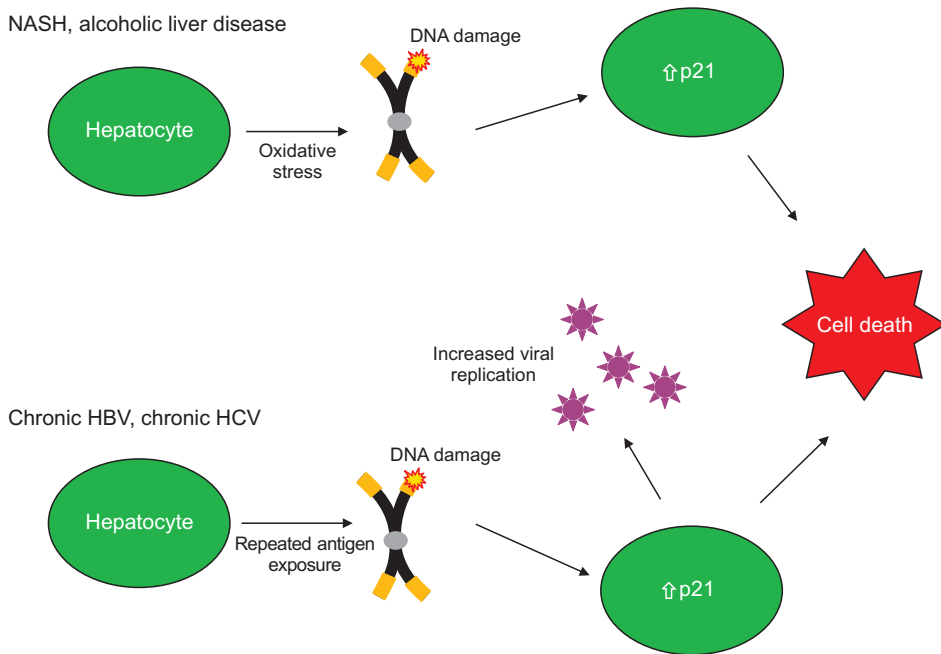 NASH, alcoholic liver disease
DNA damage
⇧p21
Hepatocyte
Oxidative
stress
Cell death
Increased viral
replication
Chronic HBV, chronic HCV
DNA damage
Hepatocyte
Repeated antigen
exposure
⇧p21